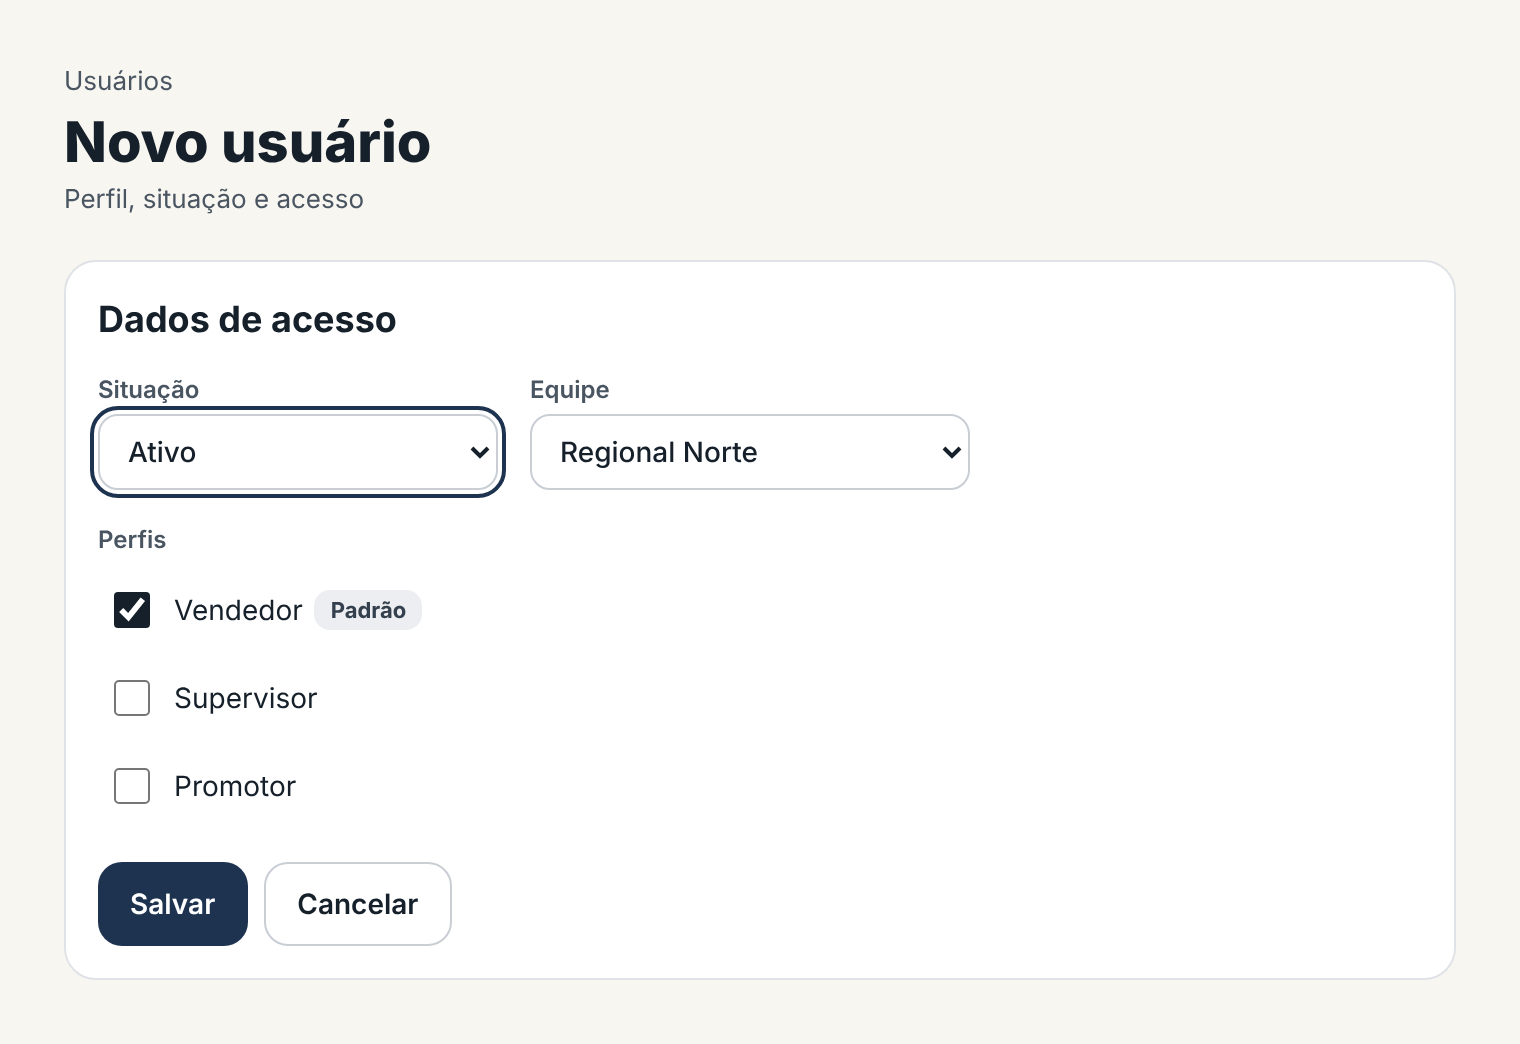 Usuários
Novo usuário
Perfil, situação e acesso
Dados de acesso
Situação Equipe
Ativo Regional Norte
Perfis
Vendedor Padrão
Supervisor
Promotor
Salvar Cancelar